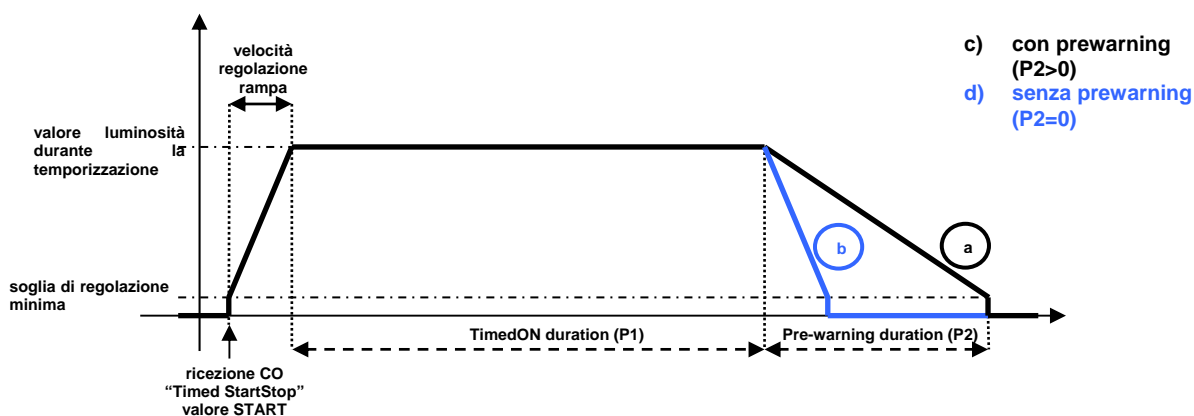 velocità
regolazione
rampa
c) con prewarning
(P2>0)
d) senza prewarning
(P2=0)
valore luminosità
durante la
temporizzazione
b
a
soglia di regolazione
minima
TimedON duration (P1)
Pre-warning duration (P2)
ricezione CO
“Timed StartStop”
valore START